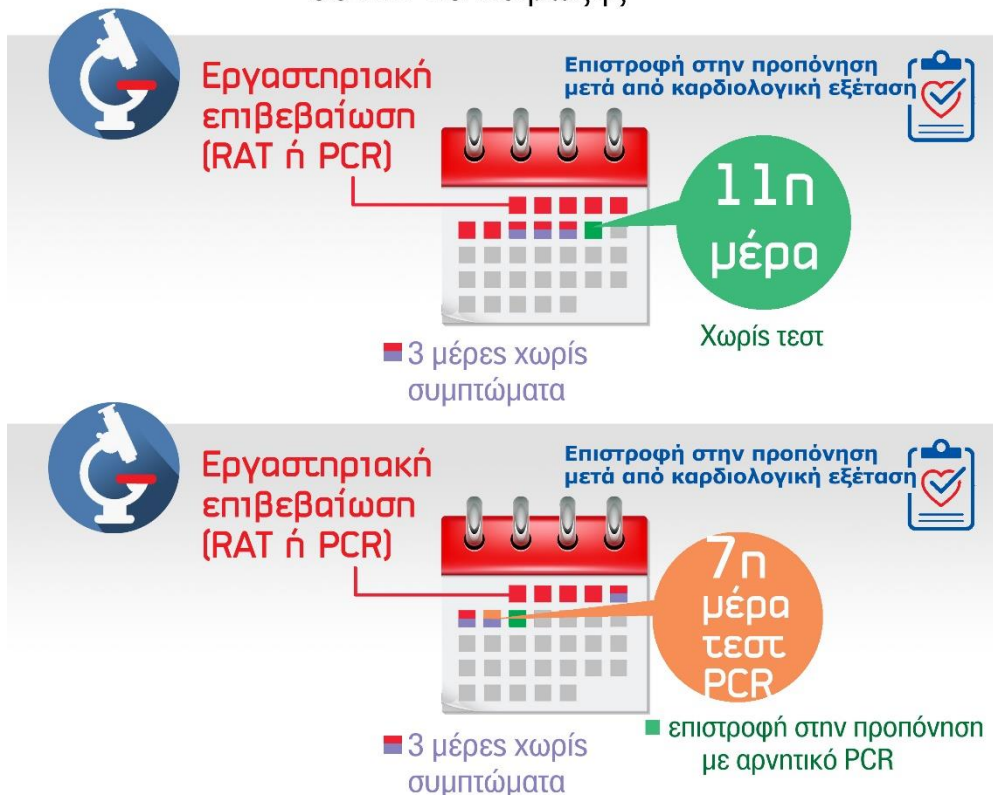 Εργαστηριακή
επιβεβαίωση
(RAT ή PCR)
Επιστροφή στην προπόνηση
μετά από καρδιολογική εξέταση
11η
μέρα
Χωρίς τεστ
3 μέρες χωρίς
συμπτώματα
Εργαστηριακή
επιβεβαίωση
(RAT ή PCR)
Επιστροφή στην προπόνηση
μετά από καρδιολογική εξέταση
7η
μέρα
τεστ
PCR
3 μέρες χωρίς
συμπτώματα
επιστροφή στην προπόνηση
με αρνητικό PCR